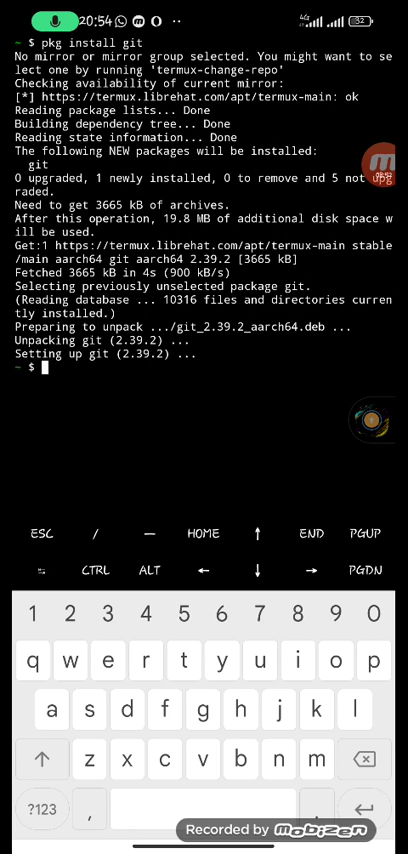 20:54
4G
32
~ $ pkg install git
No mirror or mirror group selected. You might want to se
lect one by running 'termux-change-repo'
Checking availability of current mirror:
[*] https://termux.librehat.com/apt/termux-main: ok
Reading package lists... Done
Building dependency tree... Done
Reading state information... Done
The following NEW packages will be installed:
git
0 upgraded, 1 newly installed, 0 to remove and 5 not upg
raded.
Need to get 3665 kB of archives.
After this operation, 19.8 MB of additional disk space w
ill be used.
Get:1 https://termux.librehat.com/apt/termux-main stable
/main aarch64 git aarch64 2.39.2 [3665 kB]
Fetched 3665 kB in 4s (900 kB/s)
Selecting previously unselected package git.
(Reading database ... 10316 files and directories curren
tly installed.)
Preparing to unpack .../git_2.39.2_aarch64.deb ...
Unpacking git (2.39.2) ...
Setting up git (2.39.2) ...
~ $
ESC / — HOME ↑ END PGUP
CTRL ALT ← ↓ → PGDN
1 2 3 4 5 6 7 8 9 0
q w e r t y u i o p
a s d f g h j k l
z x c v b n m
?123 , .
Recorded by mobizen